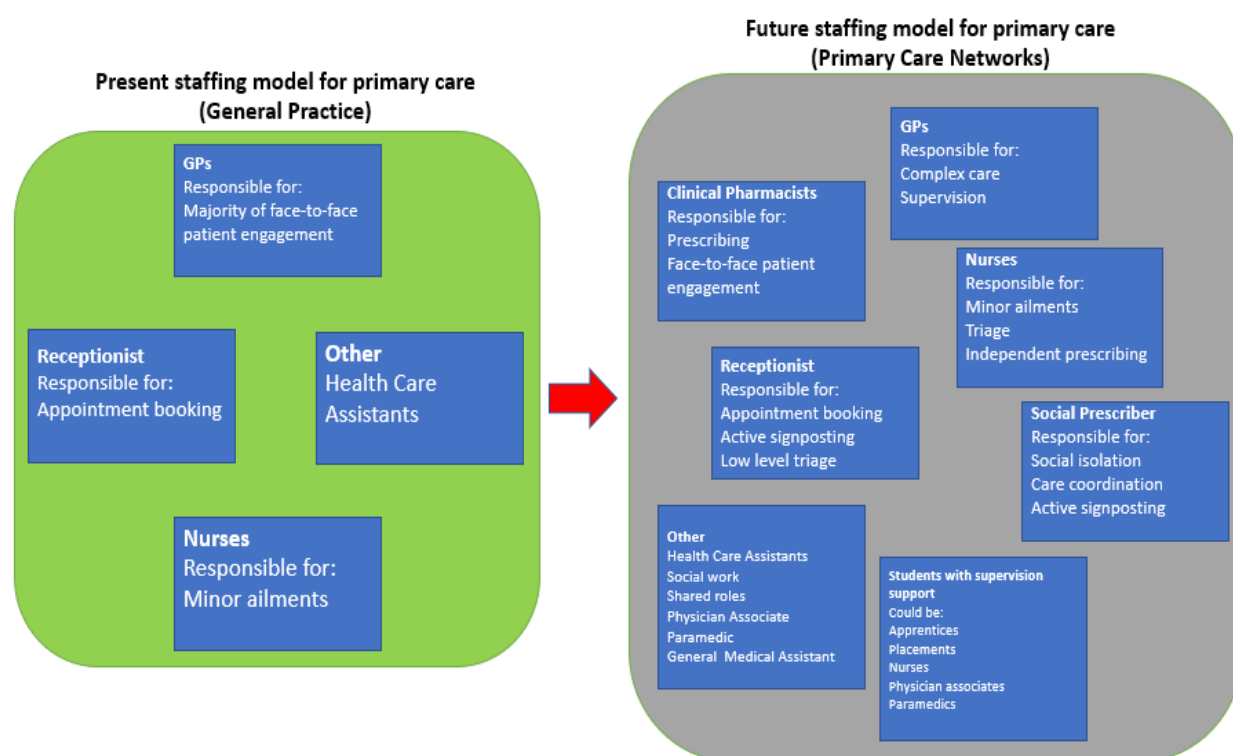 Present staffing model for primary care
(General Practice)
GPs
Responsible for:
Majority of face-to-face
patient engagement
Receptionist
Responsible for:
Appointment booking
Other
Health Care
Assistants
Nurses
Responsible for:
Minor ailments
Future staffing model for primary care
(Primary Care Networks)
GPs
Responsible for:
Complex care
Supervision
Clinical Pharmacists
Responsible for:
Prescribing
Face-to-face patient
engagement
Nurses
Responsible for:
Minor ailments
Triage
Independent prescribing
Receptionist
Responsible for:
Appointment booking
Active signposting
Low level triage
Social Prescriber
Responsible for:
Social isolation
Care coordination
Active signposting
Other
Health Care Assistants
Social work
Shared roles
Physician Associate
Paramedic
General Medical Assistant
Students with supervision
support
Could be:
Apprentices
Placements
Nurses
Physician associates
Paramedics